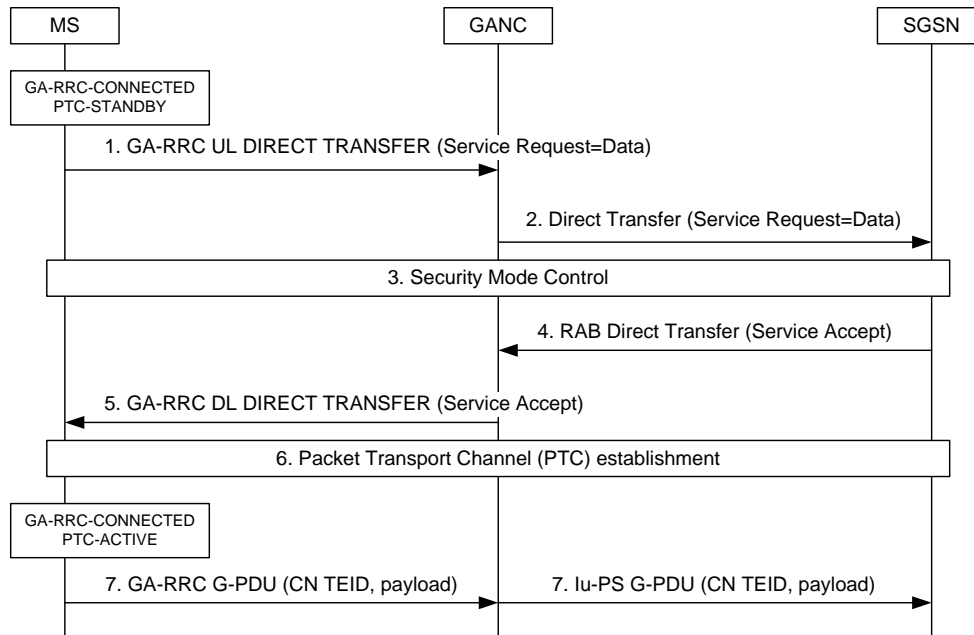 MS
GANC
SGSN
GA-RRC-CONNECTED
PTC-STANDBY
1. GA-RRC UL DIRECT TRANSFER (Service Request=Data)
2. Direct Transfer (Service Request=Data)
3. Security Mode Control
4. RAB Direct Transfer (Service Accept)
5. GA-RRC DL DIRECT TRANSFER (Service Accept)
6. Packet Transport Channel (PTC) establishment
GA-RRC-CONNECTED
PTC-ACTIVE
7. GA-RRC G-PDU (CN TEID, payload)
7. Iu-PS G-PDU (CN TEID, payload)